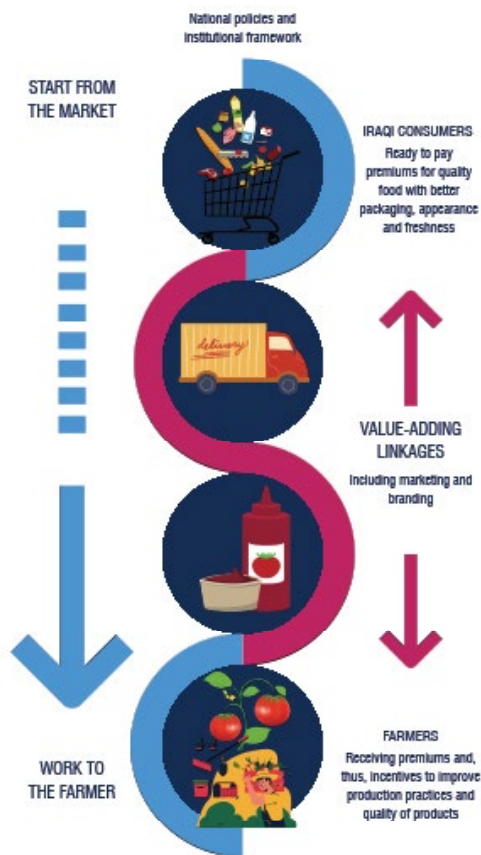 National policies and
institutional framework
START FROM
THE MARKET
IRAQI CONSUMERS
Ready to pay
premiums for quality
food with better
packaging, appearance
and freshness
delivery
VALUE-ADDING
LINKAGES
Including marketing and
branding
FARMERS
Receiving premiums and,
thus, incentives to improve
production practices and
quality of products
WORK TO
THE FARMER